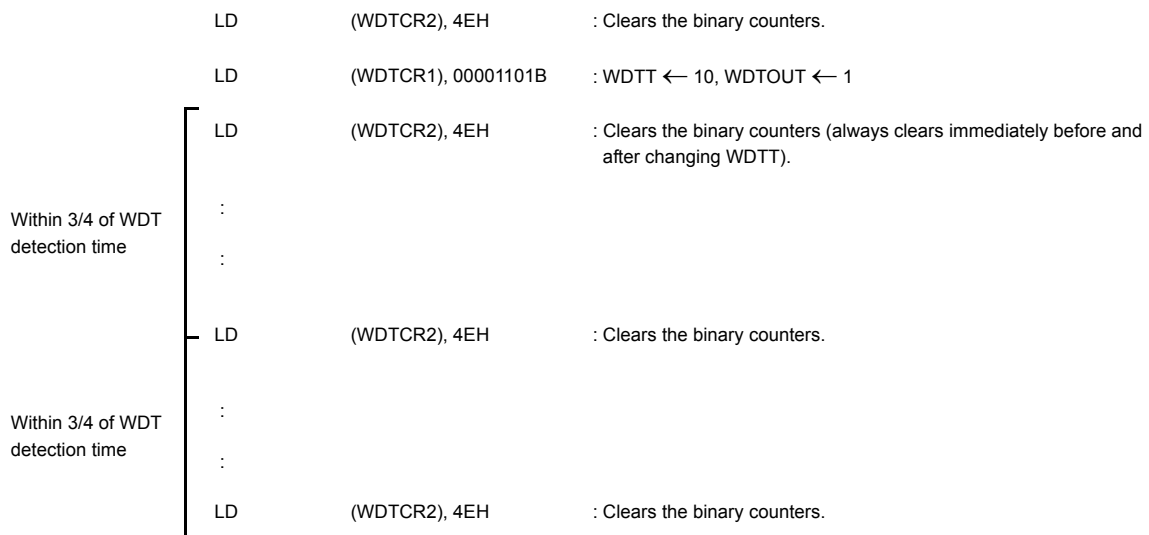 LD (WDTCR2), 4EH : Clears the binary counters.
LD (WDTCR1), 00001101B : WDTT ← 10, WDTOUT ← 1
LD (WDTCR2), 4EH : Clears the binary counters (always clears immediately before and
after changing WDTT).
Within 3/4 of WDT :
detection time
:
LD (WDTCR2), 4EH : Clears the binary counters.
Within 3/4 of WDT :
detection time
:
LD (WDTCR2), 4EH : Clears the binary counters.